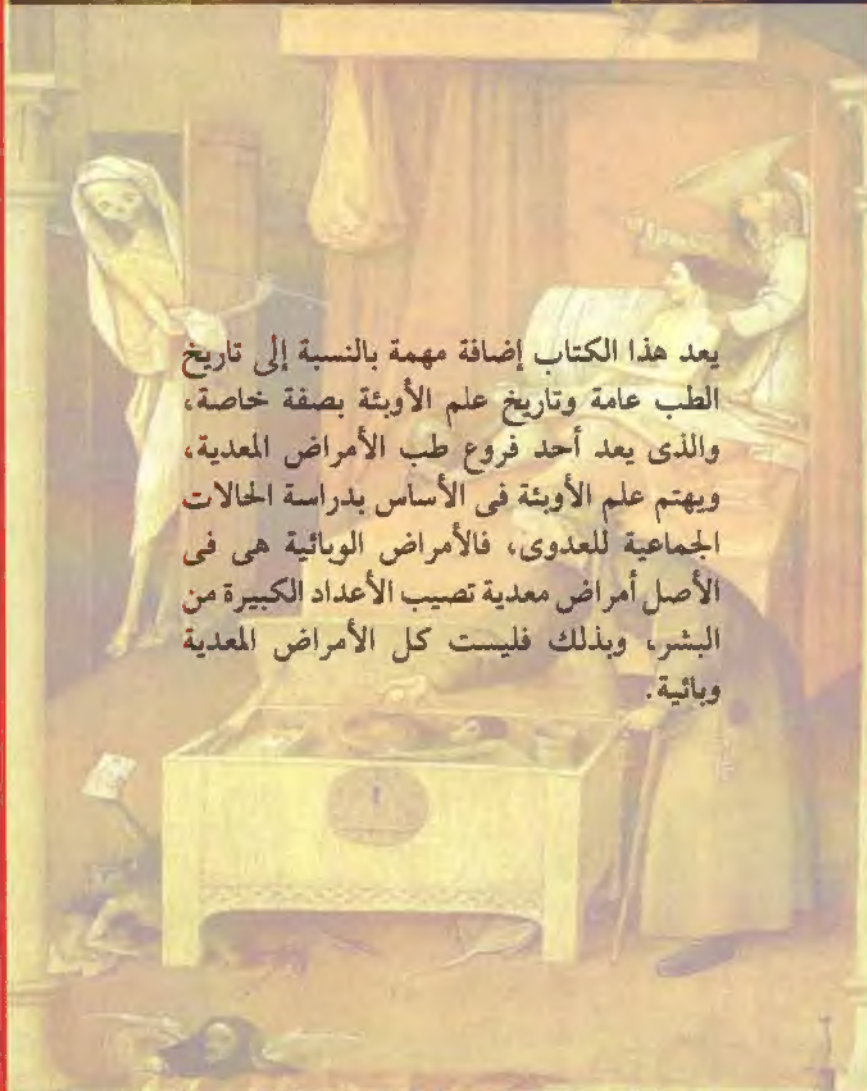 يعد هذا الكتاب إضافة مهمة بالنسبة إلى تاريخ
الطب عامة وتاريخ علم الأوبئة بصفة خاصة،
والذى يعد أحد فروع طب الأمراض المعدية،
ويهتم علم الأوبئة فى الأساس بدراسة الحالات
الجماعية للعدوى، فالأمراض الوبائية هى فى
الأصل أمراض معدية تصيب الأعداد الكبيرة من
البشر، وبذلك فليست كل الأمراض المعدية
وبائية.